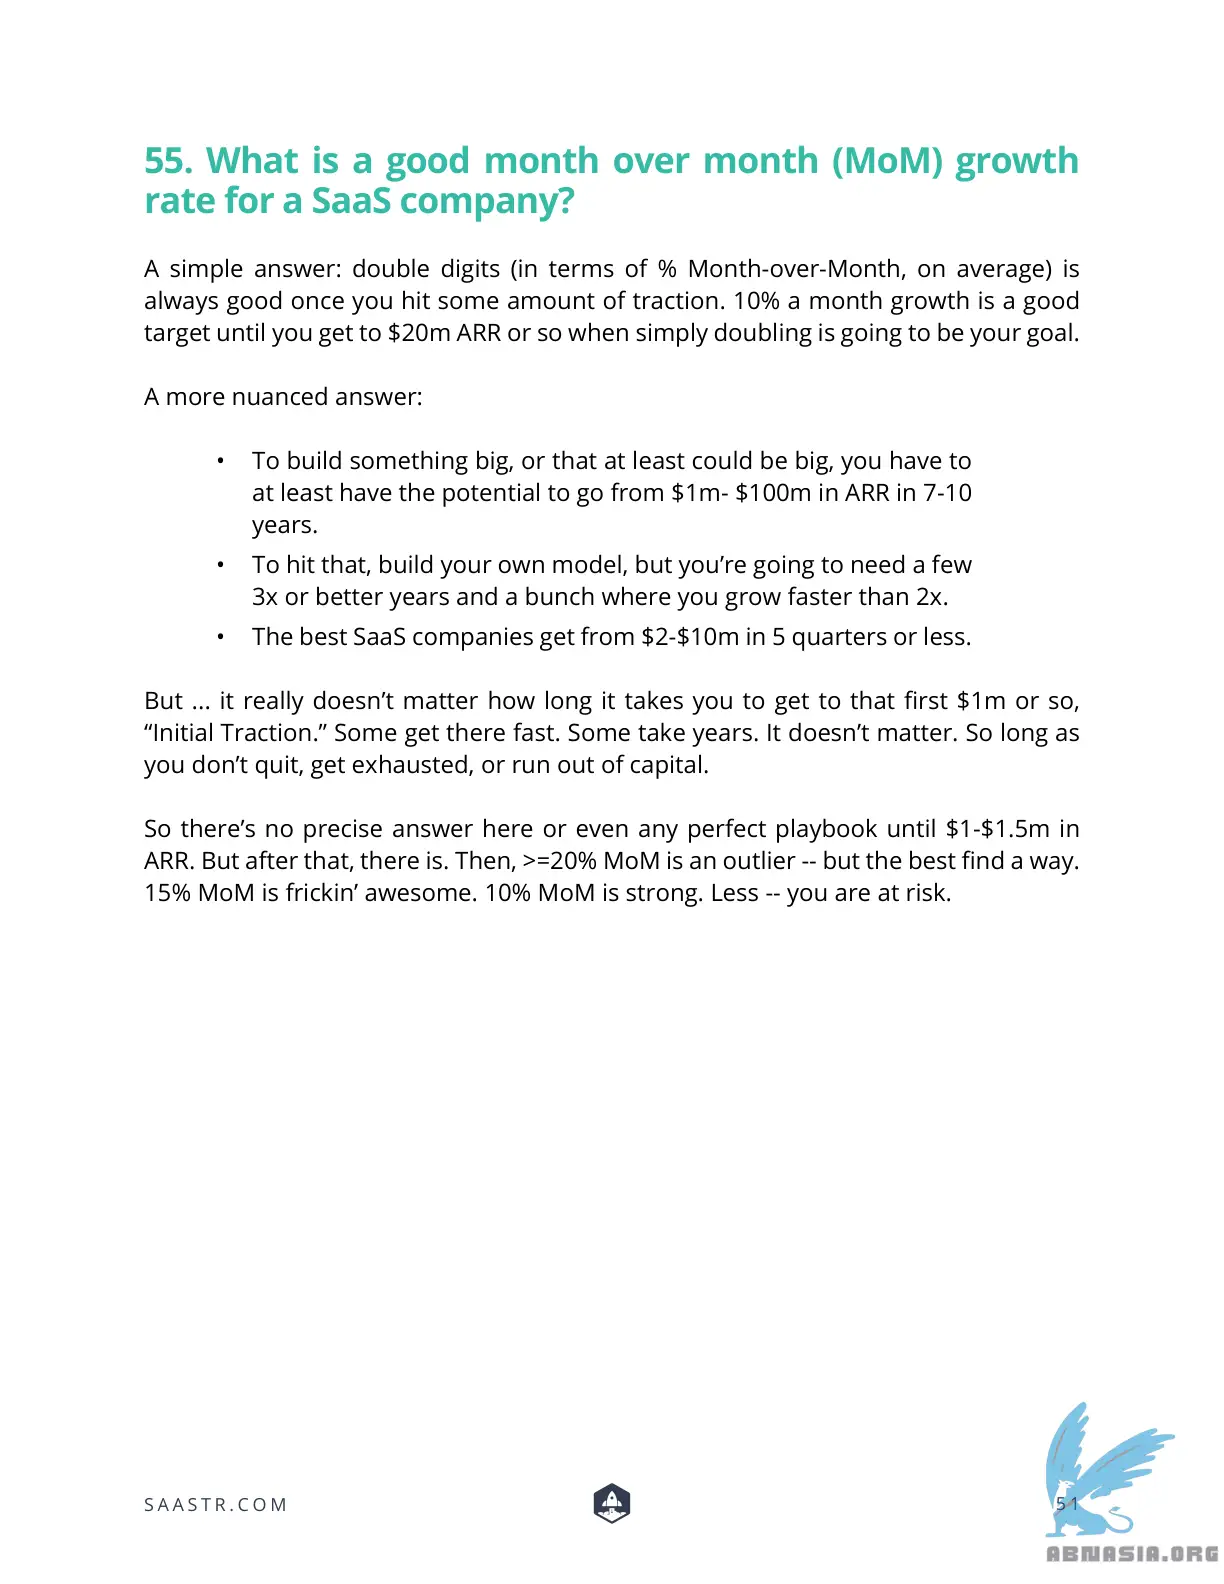 55. What is a good month over month (MoM) growth
rate for a SaaS company?
A simple answer: double digits (in terms of % Month-over-Month, on average) is
always good once you hit some amount of traction. 10% a month growth is a good
target until you get to $20m ARR or so when simply doubling is going to be your goal.
A more nuanced answer:
• To build something big, or that at least could be big, you have to
at least have the potential to go from $1m- $100m in ARR in 7-10
years.
• To hit that, build your own model, but you’re going to need a few
3x or better years and a bunch where you grow faster than 2x.
• The best SaaS companies get from $2-$10m in 5 quarters or less.
But ... it really doesn’t matter how long it takes you to get to that first $1m or so,
“Initial Traction.” Some get there fast. Some take years. It doesn’t matter. So long as
you don’t quit, get exhausted, or run out of capital.
So there’s no precise answer here or even any perfect playbook until $1-$1.5m in
ARR. But after that, there is. Then, >=20% MoM is an outlier -- but the best find a way.
15% MoM is frickin’ awesome. 10% MoM is strong. Less -- you are at risk.
SAASTR.COM
51
ABNASIA.ORG